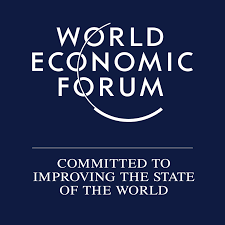 WORLD
ECONOMIC
FORUM
COMMITTED TO
IMPROVING THE STATE
OF THE WORLD